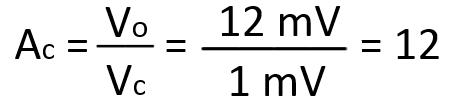 Ac = Vo/Vc = 12 mV/1 mV = 12